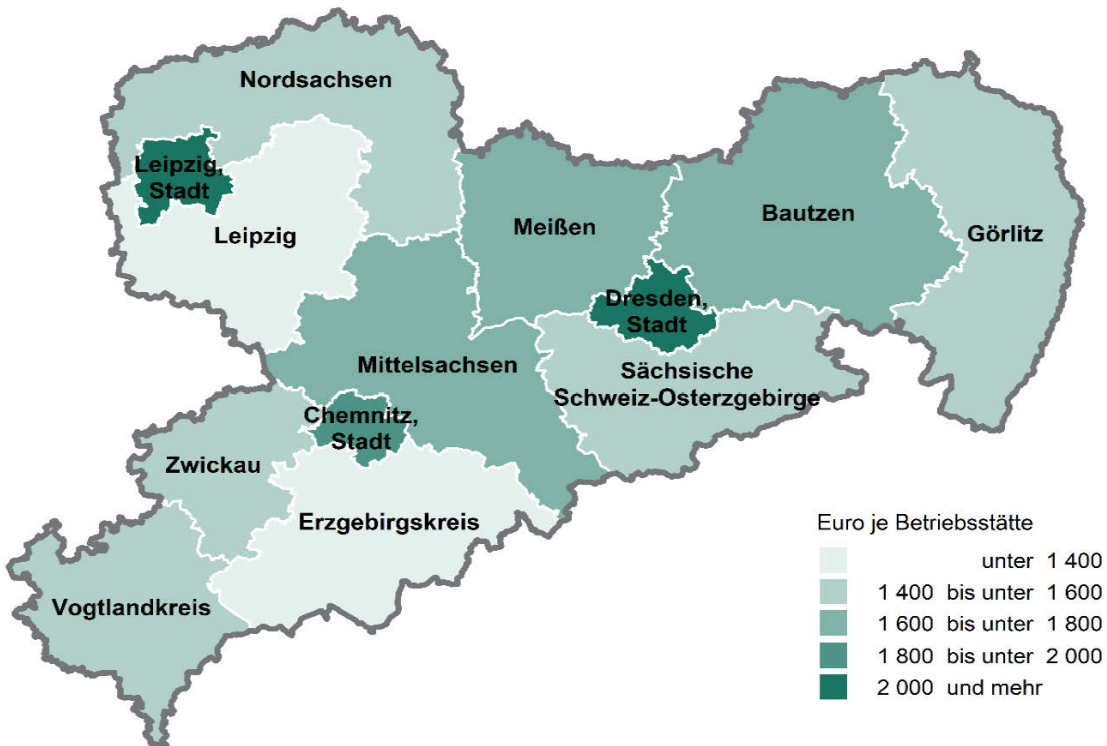 Nordsachsen
Leipzig,
Stadt
Leipzig
Meißen
Bautzen
Görlitz
Dresden,
Stadt
Mittelsachsen
Sächsische
Schweiz-Osterzgebirge
Chemnitz,
Stadt
Zwickau
Erzgebirgskreis
Vogtlandkreis
Euro je Betriebsstätte
unter 1 400
1 400 bis unter 1 600
1 600 bis unter 1 800
1 800 bis unter 2 000
2 000 und mehr